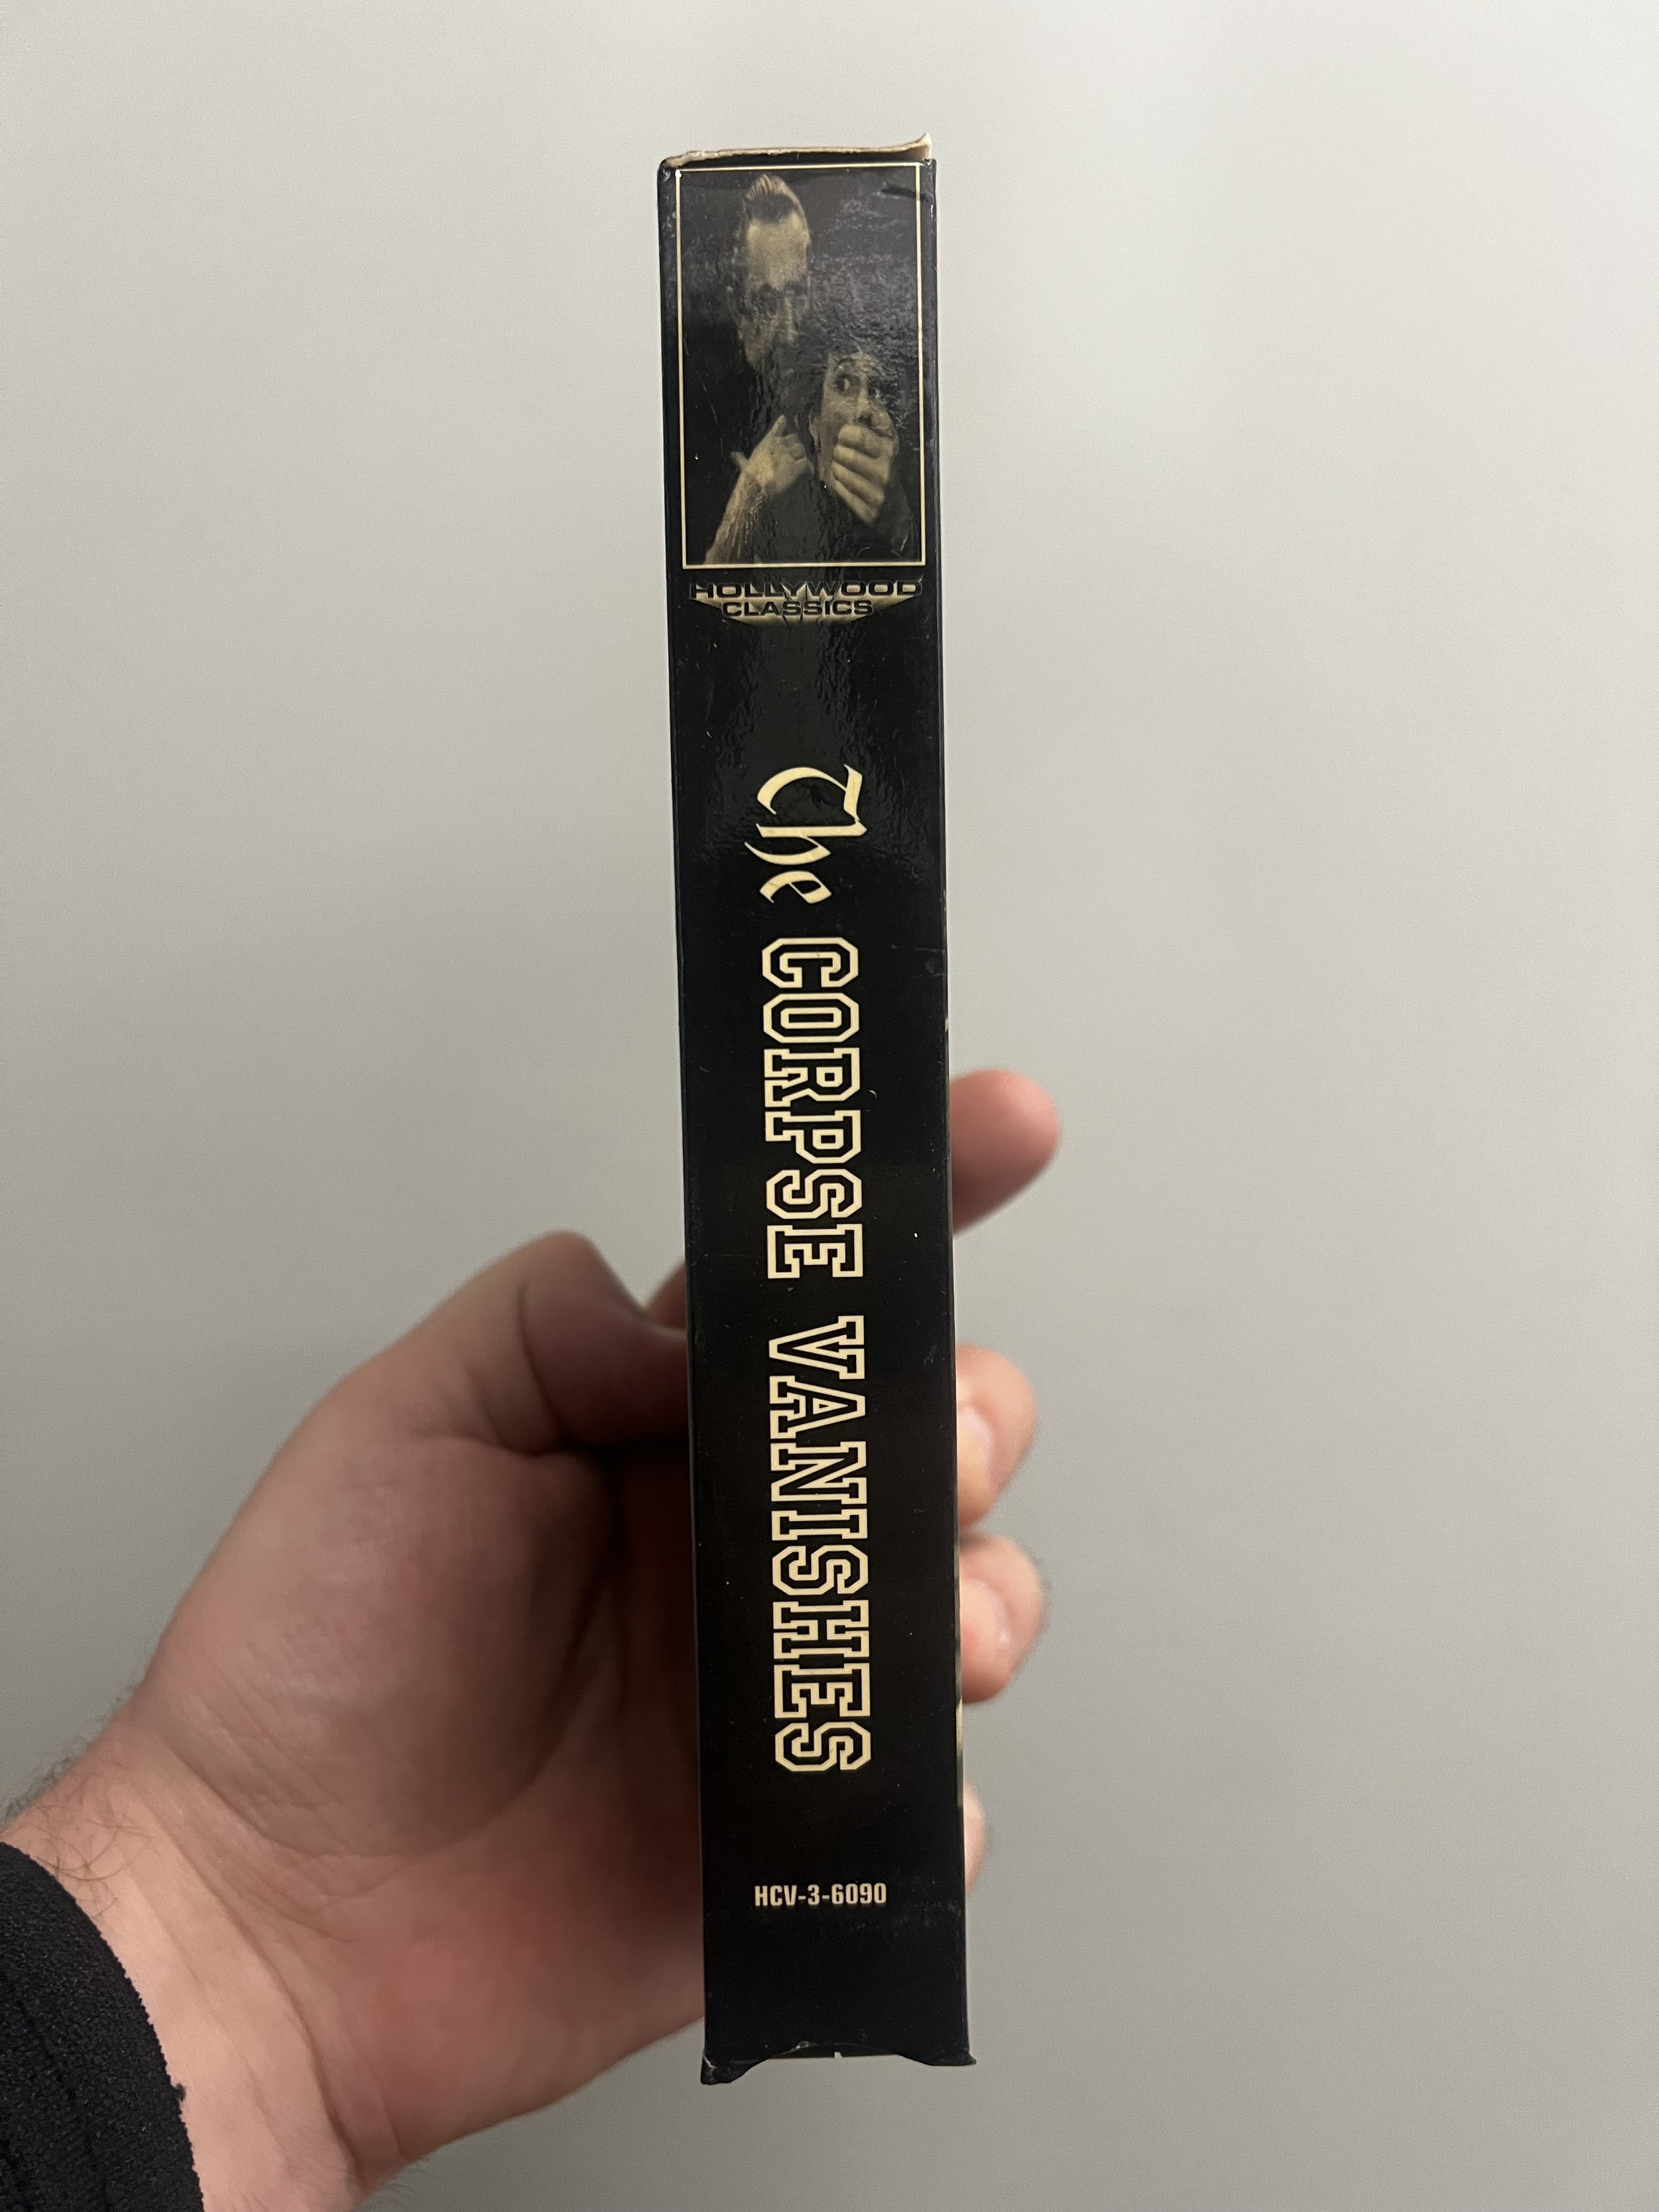 HOLLYWOOD
CLASSICS
The CORPSE VANISHES
HCV-3-6090